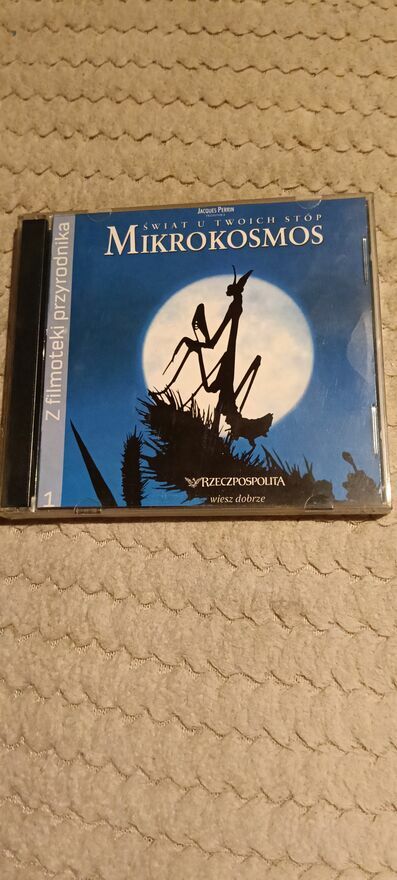 JACQUES PERRIN
ŚWIAT U TWOICH STÓP
MIKROKOSMOS
Z filmoteki przyrodnika
1
RZECZPOSPOLITA
wiesz dobrze